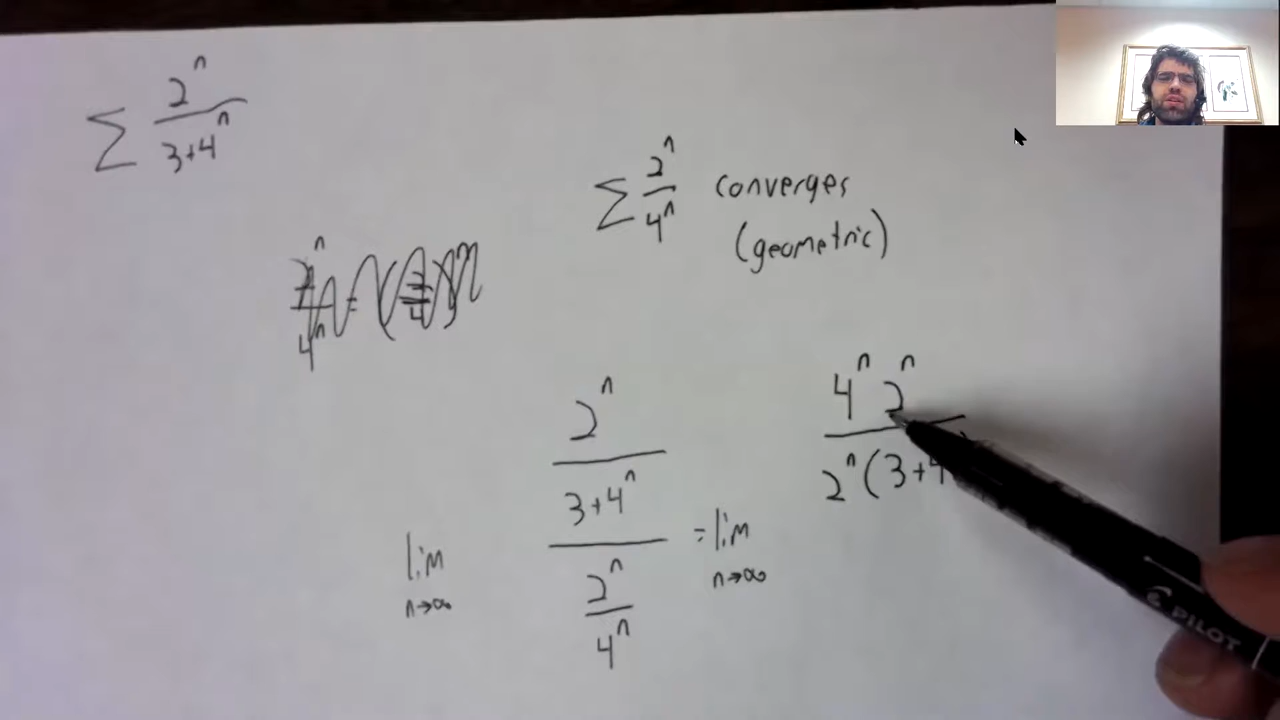 ∑ 2^n / (3+4^n)
∑ 2^n / 4^n converges
(geometric)
lim n→∞ (2^n / (3+4^n)) / (2^n / 4^n) = lim n→∞ 4^n 2^n / 2^n (3+4
PILOT